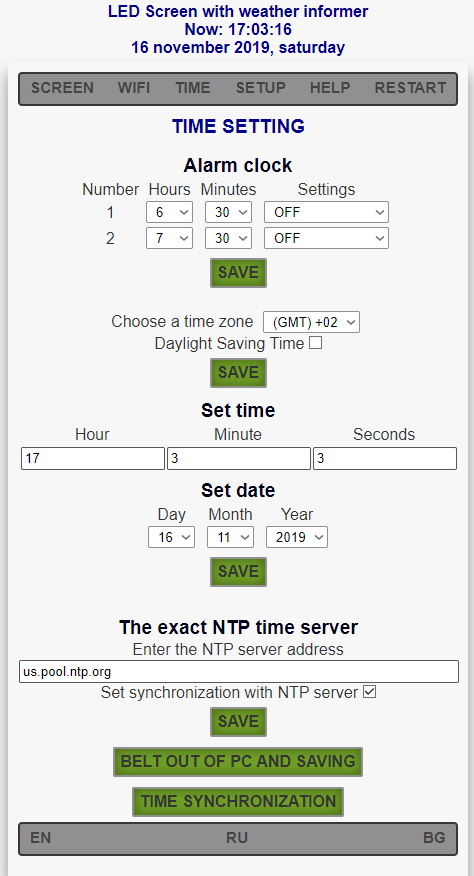 LED Screen with weather informer
Now: 17:03:16
16 november 2019, saturday
SCREEN WIFI TIME SETUP HELP RESTART
TIME SETTING
Alarm clock
Number Hours Minutes Settings
1 6 30 OFF
2 7 30 OFF
SAVE
Choose a time zone (GMT) +02
Daylight Saving Time
SAVE
Set time
Hour Minute Seconds
17 3 3
Set date
Day Month Year
16 11 2019
SAVE
The exact NTP time server
Enter the NTP server address
us.pool.ntp.org
Set synchronization with NTP server
SAVE
BELT OUT OF PC AND SAVING
TIME SYNCHRONIZATION
EN RU BG